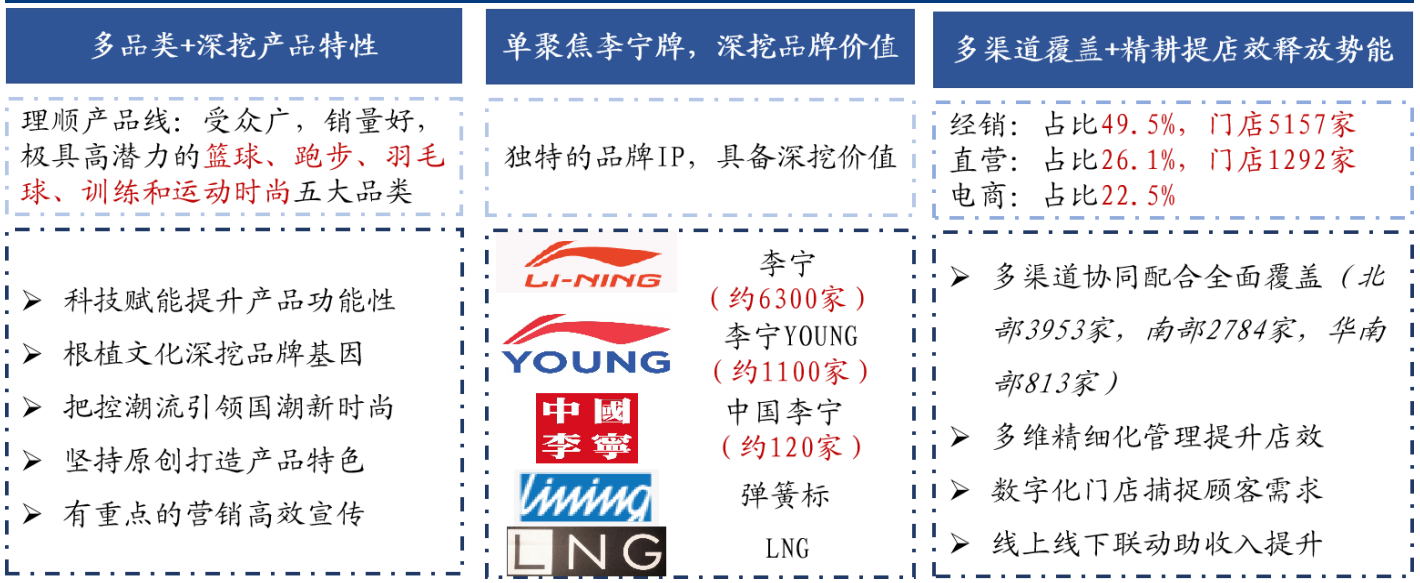 多品类+深挖产品特性
理顺产品线：受众广，销量好，
极具高潜力的篮球、跑步、羽毛
球、训练和运动时尚五大品类
➢ 科技赋能提升产品功能性
➢ 根植文化深挖品牌基因
➢ 把控潮流引领国潮新时尚
➢ 坚持原创打造产品特色
➢ 有重点的营销高效宣传
单聚焦李宁牌，深挖品牌价值
独特的品牌IP，具备深挖价值
LI-NING
李宁
（约6300家）
YOUNG
李宁YOUNG
（约1100家）
中國
李寧
中国李宁
（约120家）
lining
弹簧标
LNG
LNG
多渠道覆盖+精耕提店效释放势能
经销：占比49.5%，门店5157家
直营：占比26.1%，门店1292家
电商：占比22.5%
➢ 多渠道协同配合全面覆盖（北
部3953家，南部2784家，华南
部813家）
➢ 多维精细化管理提升店效
➢ 数字化门店捕捉顾客需求
➢ 线上线下联动助收入提升